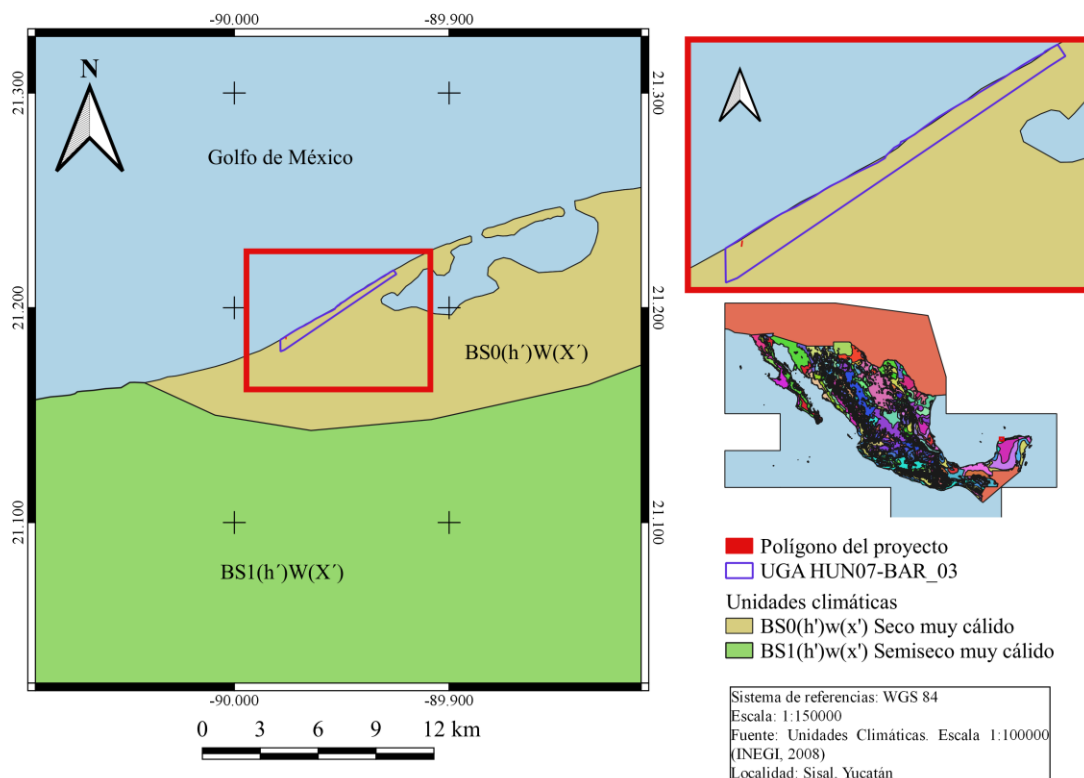 -90.000
-89.900
21.300
21.300
N
Golfo de México
21.200
21.200
BS0(h´)W(X´)
21.100
21.100
BS1(h´)W(X´)
-90.000
-89.900
0 3 6 9 12 km
Polígono del proyecto
UGA HUN07-BAR_03
Unidades climáticas
BS0(h')w(x') Seco muy cálido
BS1(h')w(x') Semiseco muy cálido
Sistema de referencias: WGS 84
Escala: 1:150000
Fuente: Unidades Climáticas. Escala 1:100000
(INEGI, 2008)
Localidad: Sisal, Yucatán